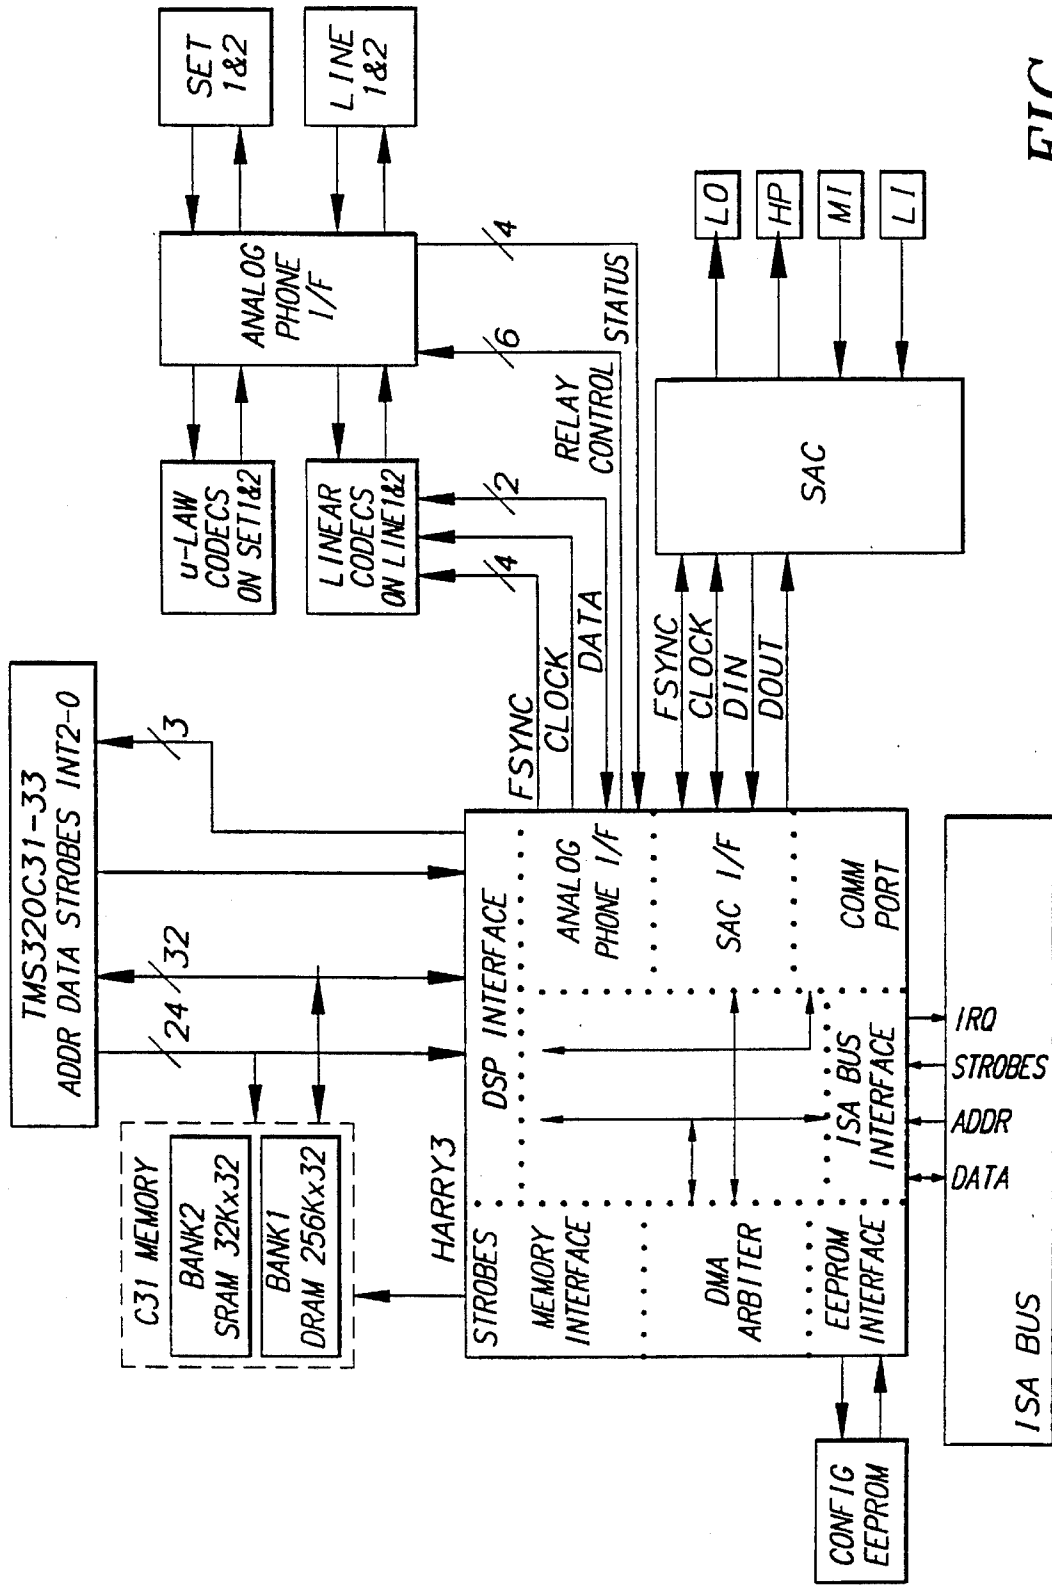 TMS320C31-33
ADDR DATA STROBES INT2-0
24
32
3
C31 MEMORY
BANK2
SRAM 32Kx32
BANK1
DRAM 256Kx32
HARRY3
u-LAW
CODECS
ON SET1&2
LINEAR
CODECS
ON LINE1&2
ANALOG
PHONE
I/F
SET
1&2
LINE
1&2
4
2
6
4
FSYNC
CLOCK
DATA
RELAY
CONTROL
STATUS
STROBES
DSP INTERFACE
MEMORY
INTERFACE
ANALOG
PHONE I/F
DMA
ARBITER
SAC I/F
EEPROM
INTERFACE
ISA BUS
INTERFACE
COMM
PORT
FSYNC
CLOCK
DIN
DOUT
SAC
LO
HP
MI
LI
CONFIG
EEPROM
DATA
ADDR
STROBES
IRQ
ISA BUS
FIG